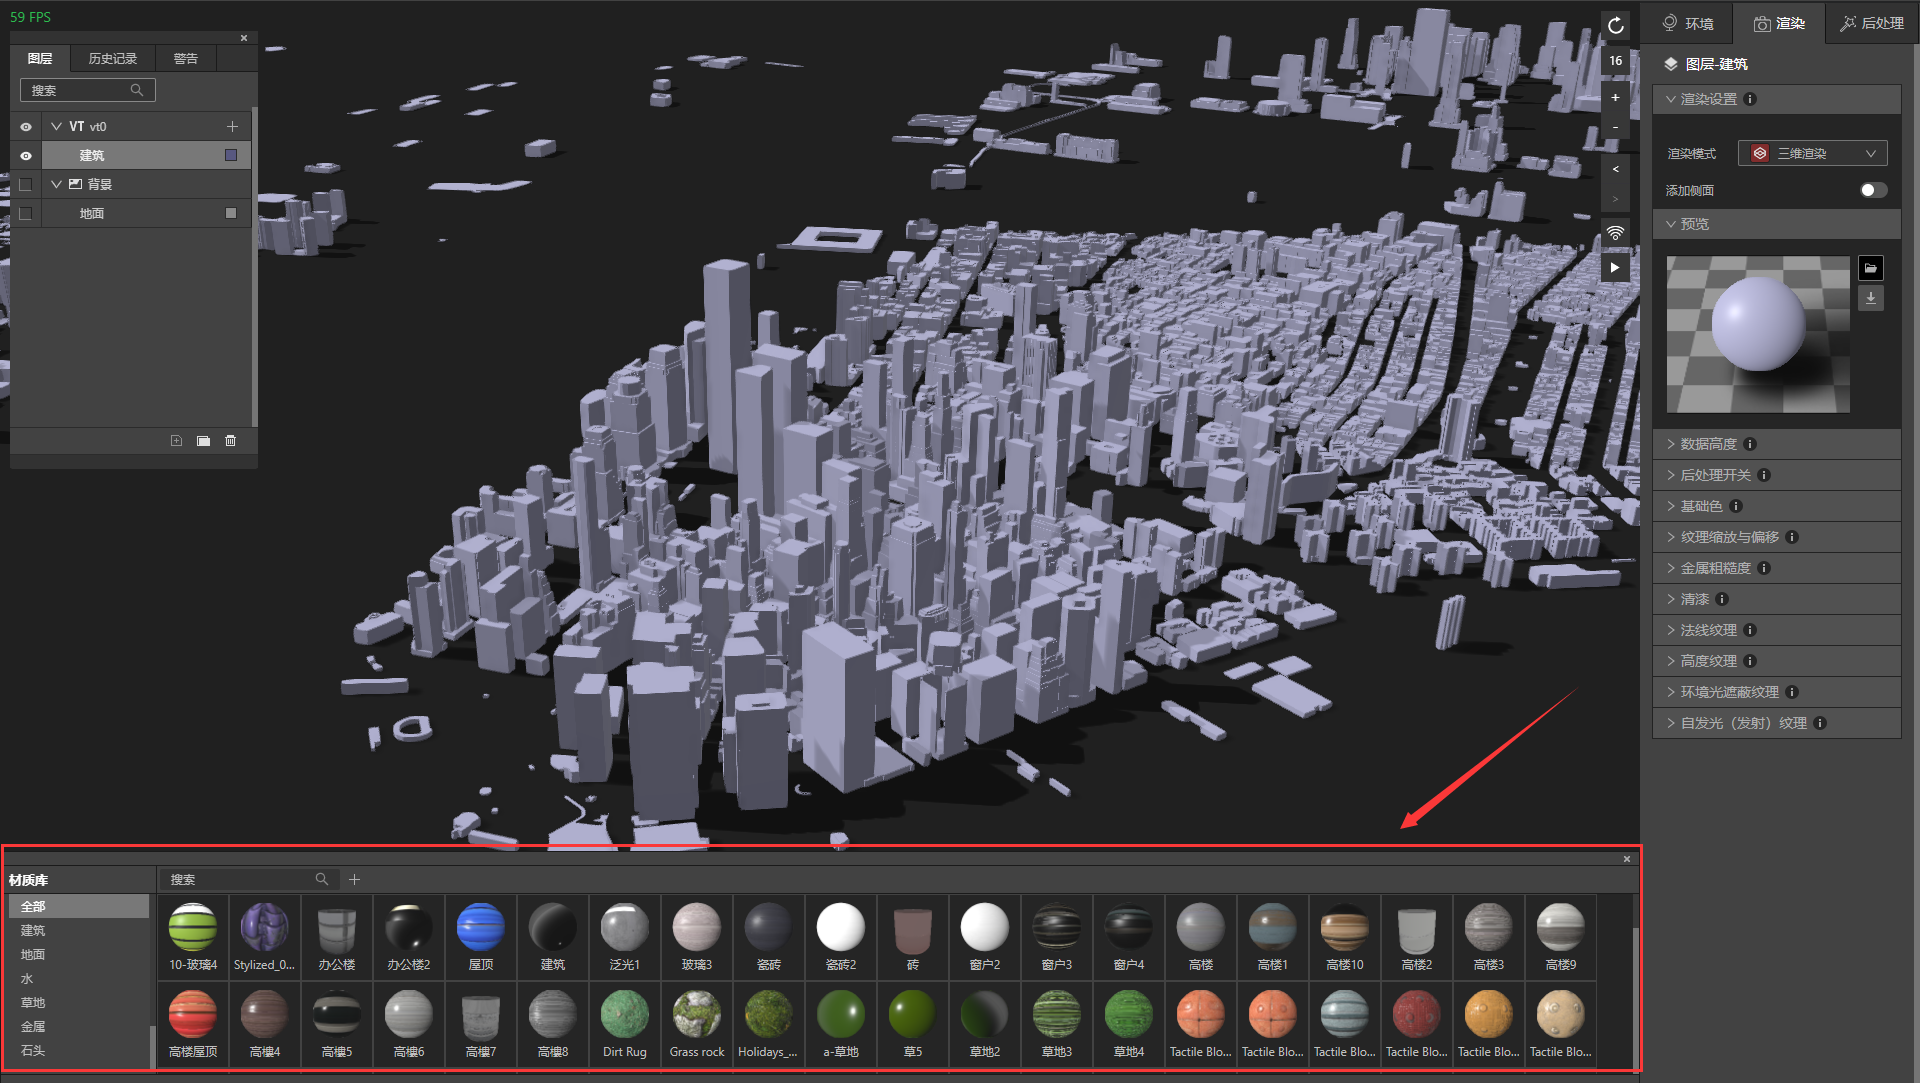 59 FPS
图层
历史记录
警告
搜索
VT vt0
建筑
背景
地面
16
+
-
<
>
环境
渲染
后处理
图层-建筑
渲染设置
渲染模式
三维渲染
添加侧面
预览
数据高度
后处理开关
基础色
纹理缩放与偏移
金属粗糙度
清漆
法线纹理
高度纹理
环境光遮蔽纹理
自发光（发射）纹理
材质库
搜索
全部
建筑
地面
水
草地
金属
石头
10-玻璃4
Stylized_0...
办公楼
办公楼2
屋顶
建筑
泛光1
玻璃3
瓷砖
瓷砖2
砖
窗户2
窗户3
窗户4
高楼
高楼1
高楼10
高楼2
高楼3
高楼9
高楼屋顶
高樓4
高樓5
高樓6
高樓7
高樓8
Dirt Rug
Grass rock
Holidays_...
a-草地
草5
草地2
草地3
草地4
Tactile Blo...
Tactile Blo...
Tactile Blo...
Tactile Blo...
Tactile Blo...
Tactile Blo...